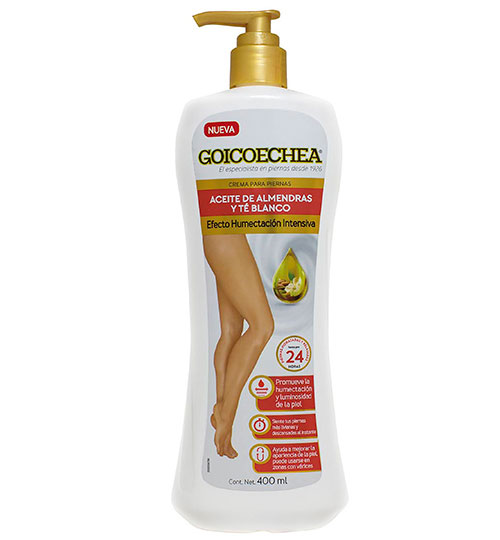 NUEVA
GOICOECHEA®
El especialista en piernas desde 1926
CREMA PARA PIERNAS
ACEITE DE ALMENDRAS
Y TÉ BLANCO
Efecto Humectación Intensiva
24
HORAS
Promueve la
humectación
y luminosidad
de la piel
Siente tus piernas
más livianas y
descansadas al instante
Ayuda a mejorar la
apariencia de la piel,
puede usarse en
zonas con várices
Cont. Net. 400 ml